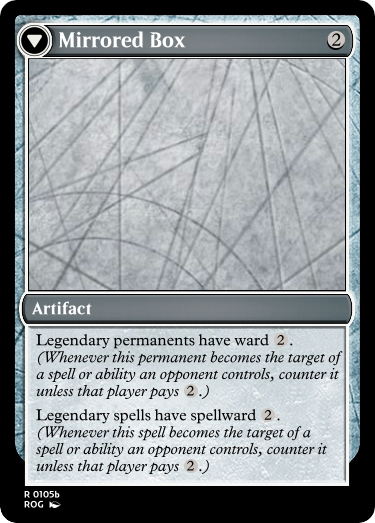 Mirrored Box 2
Artifact
Legendary permanents have ward 2 .
(Whenever this permanent becomes the target
of a spell or ability an opponent controls, counter it
unless that player pays 2 .)
Legendary spells have spellward 2 .
(Whenever this spell becomes the target of a
spell or ability an opponent controls, counter it
unless that player pays 2 .)
R 0105b
ROG